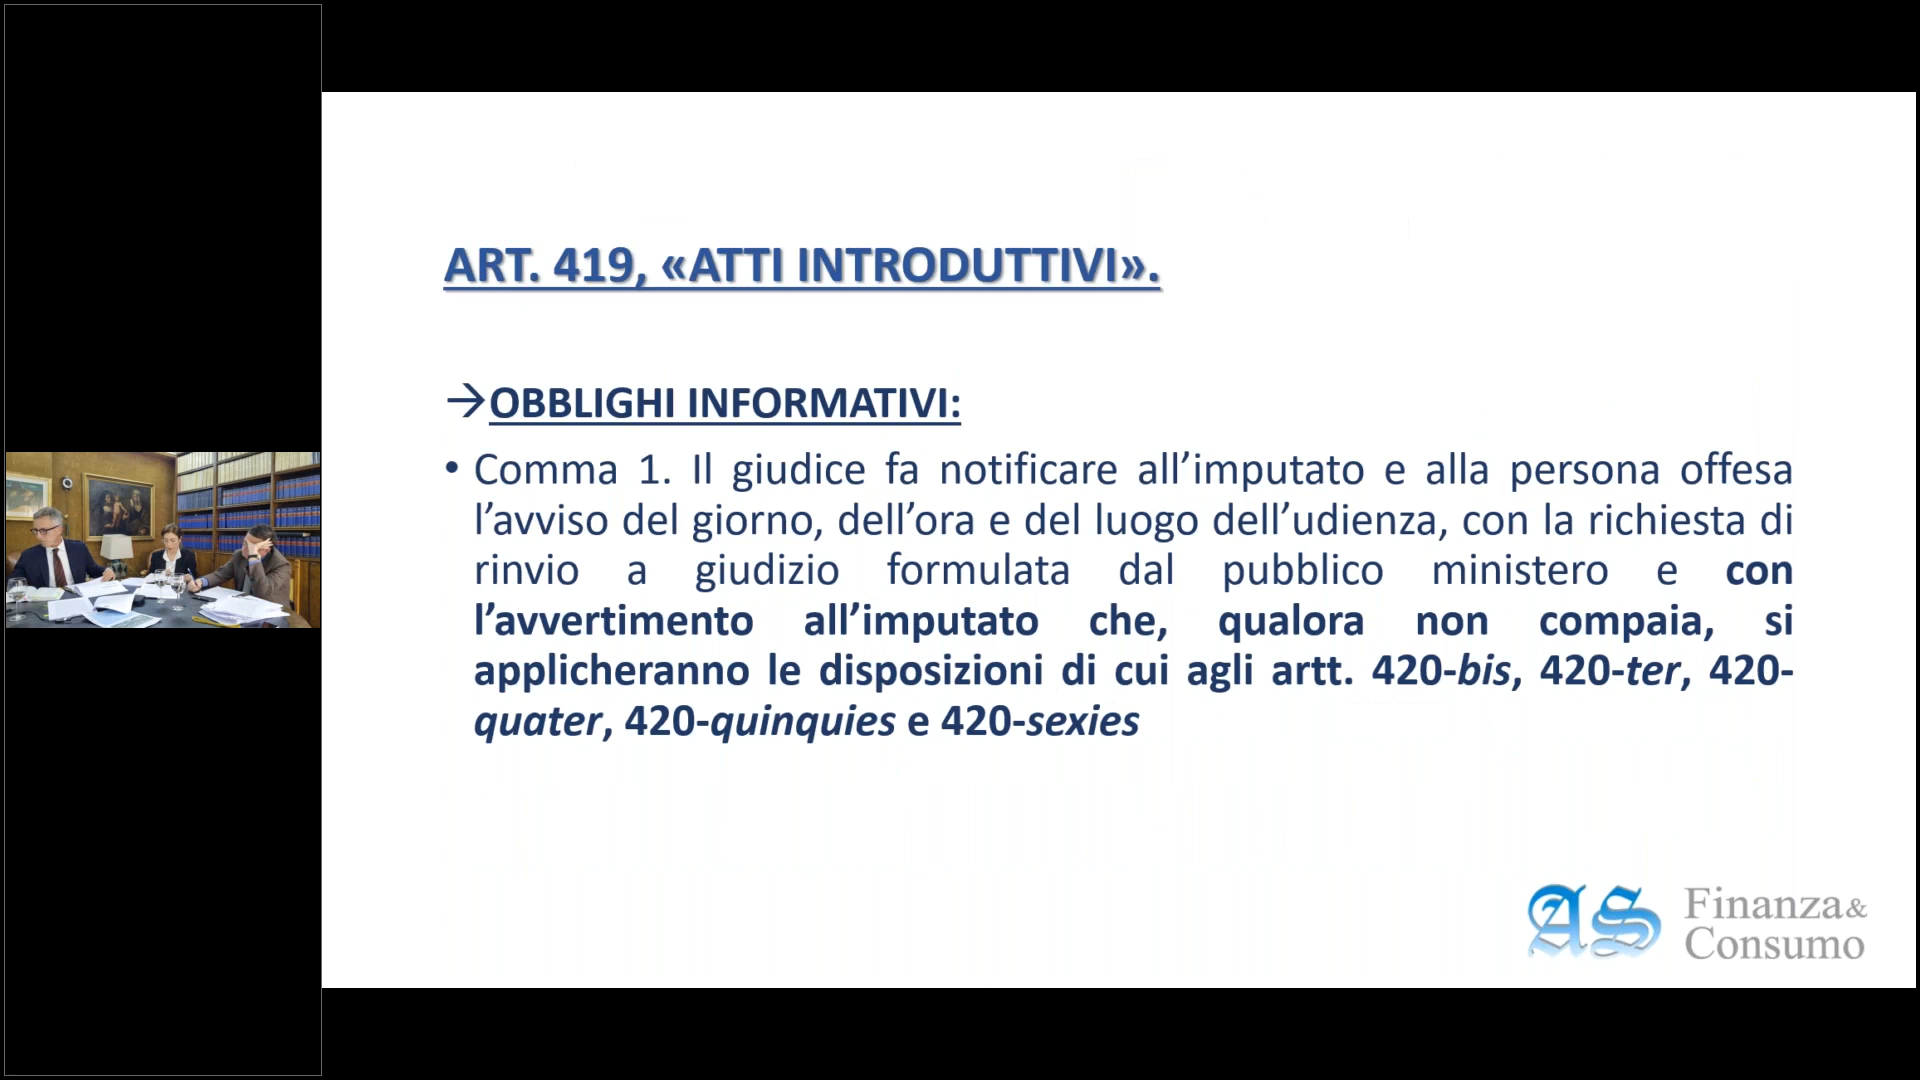 ART. 419, «ATTI INTRODUTTIVI».
→OBBLIGHI INFORMATIVI:
• Comma 1. Il giudice fa notificare all’imputato e alla persona offesa
l’avviso del giorno, dell’ora e del luogo dell’udienza, con la richiesta di
rinvio a giudizio formulata dal pubblico ministero e con
l’avvertimento all’imputato che, qualora non compaia, si
applicheranno le disposizioni di cui agli artt. 420-bis, 420-ter, 420-
quater, 420-quinquies e 420-sexies
AS Finanza&
Consumo